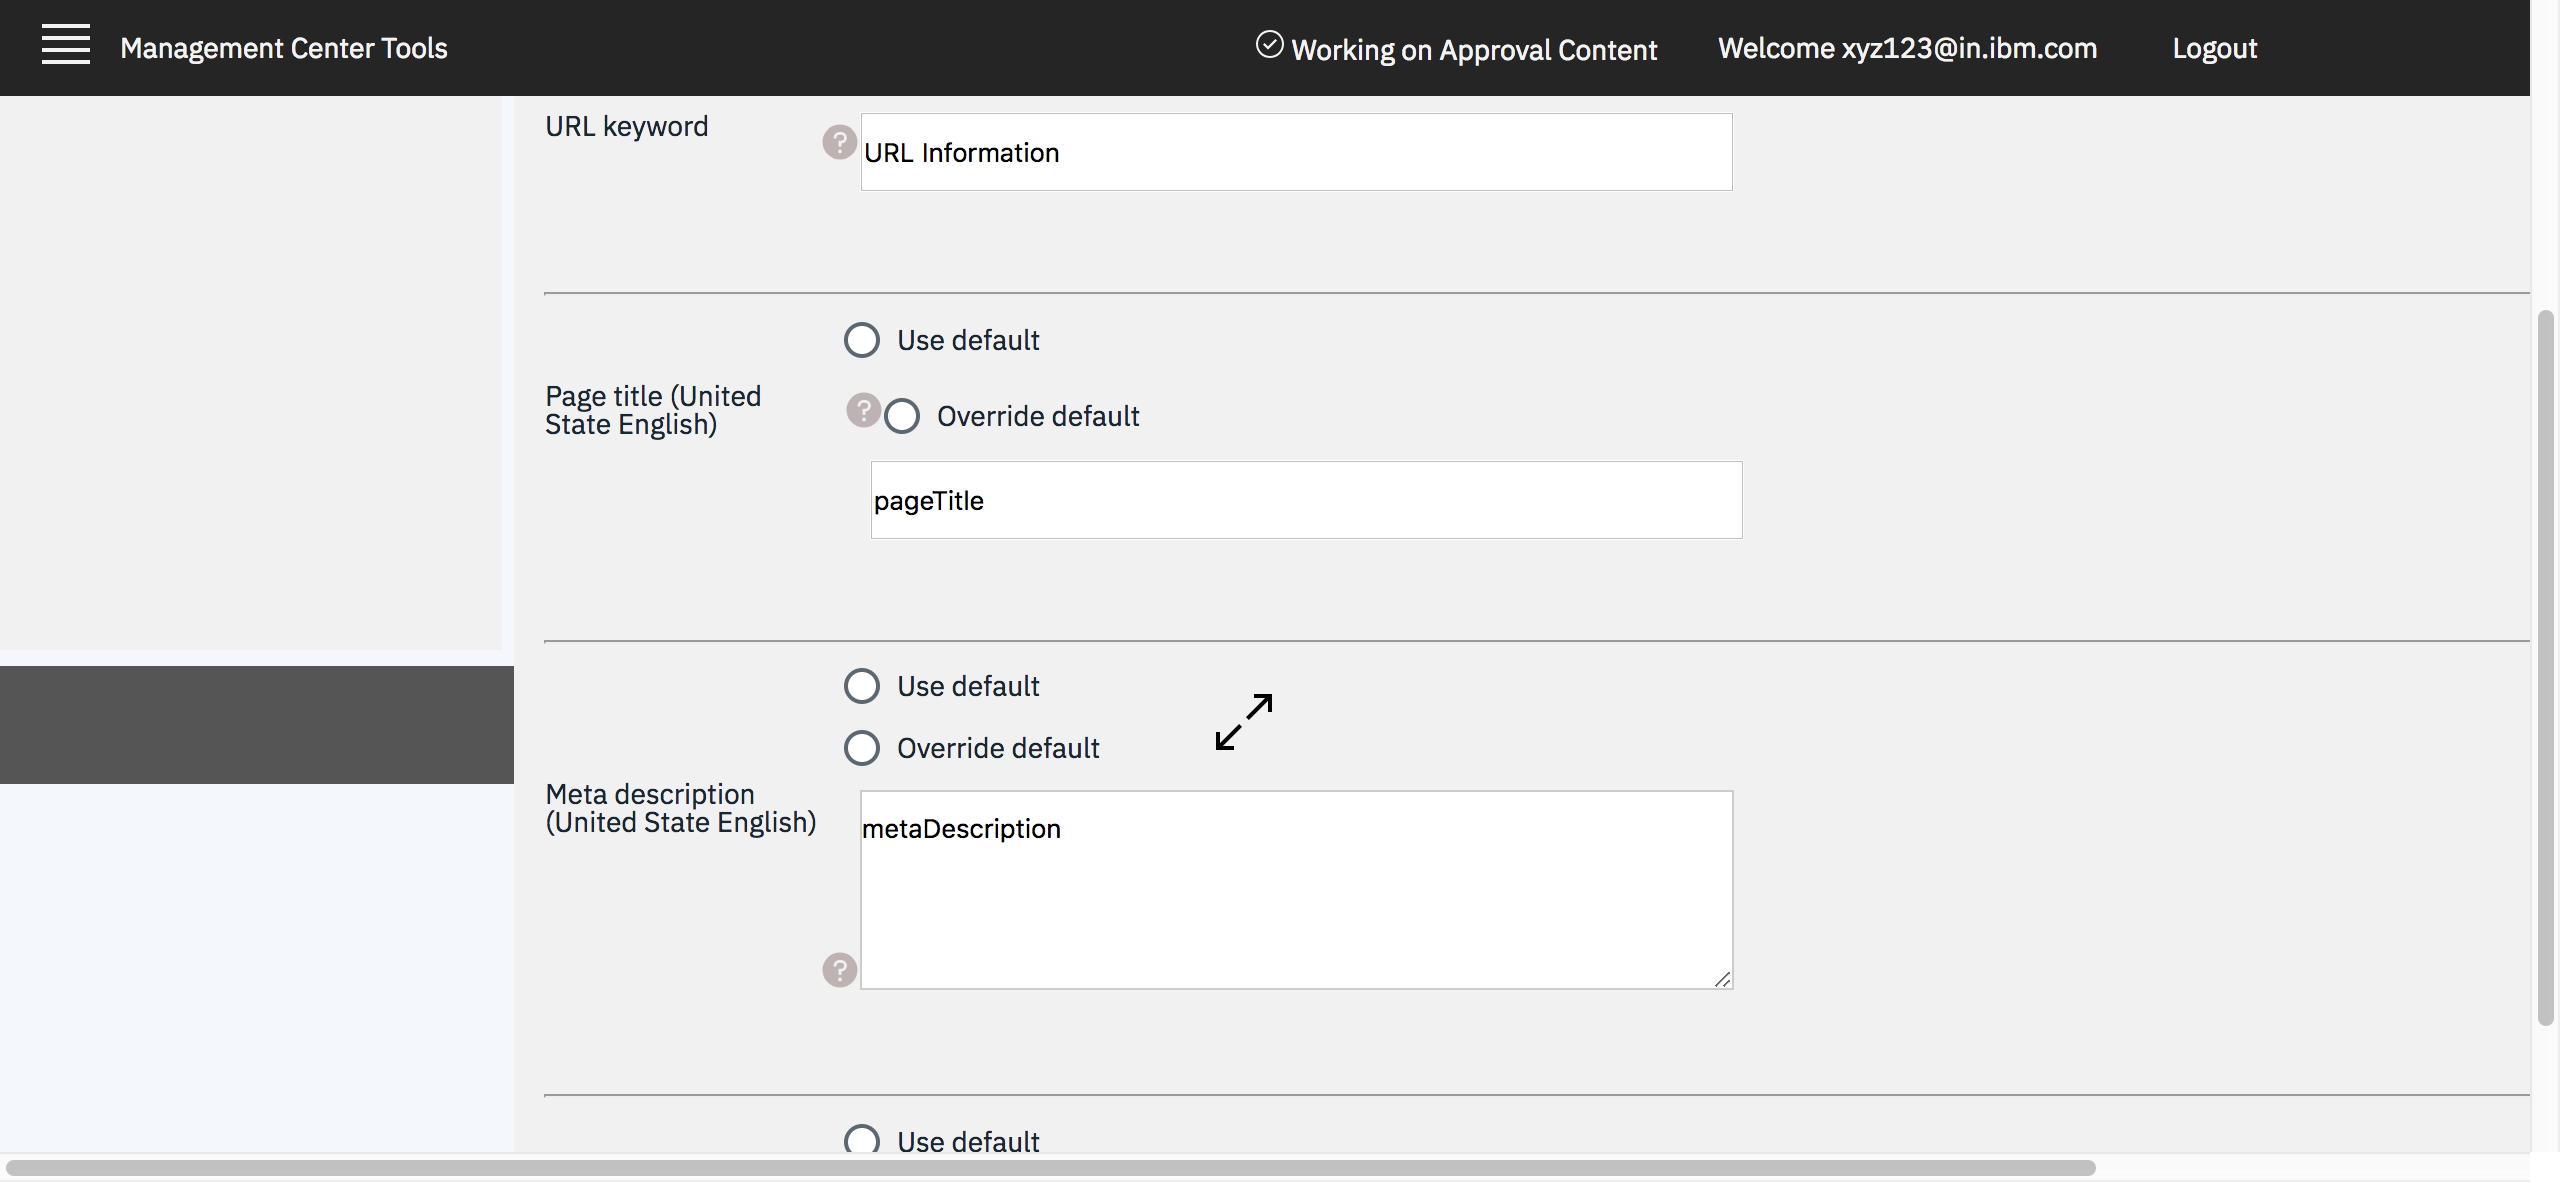 Management Center Tools
Working on Approval Content
Welcome xyz123@in.ibm.com
Logout
URL keyword
?
URL Information
Use default
Page title (United
State English)
?
Override default
pageTitle
Use default
Override default
Meta description
(United State English)
metaDescription
?
Use default